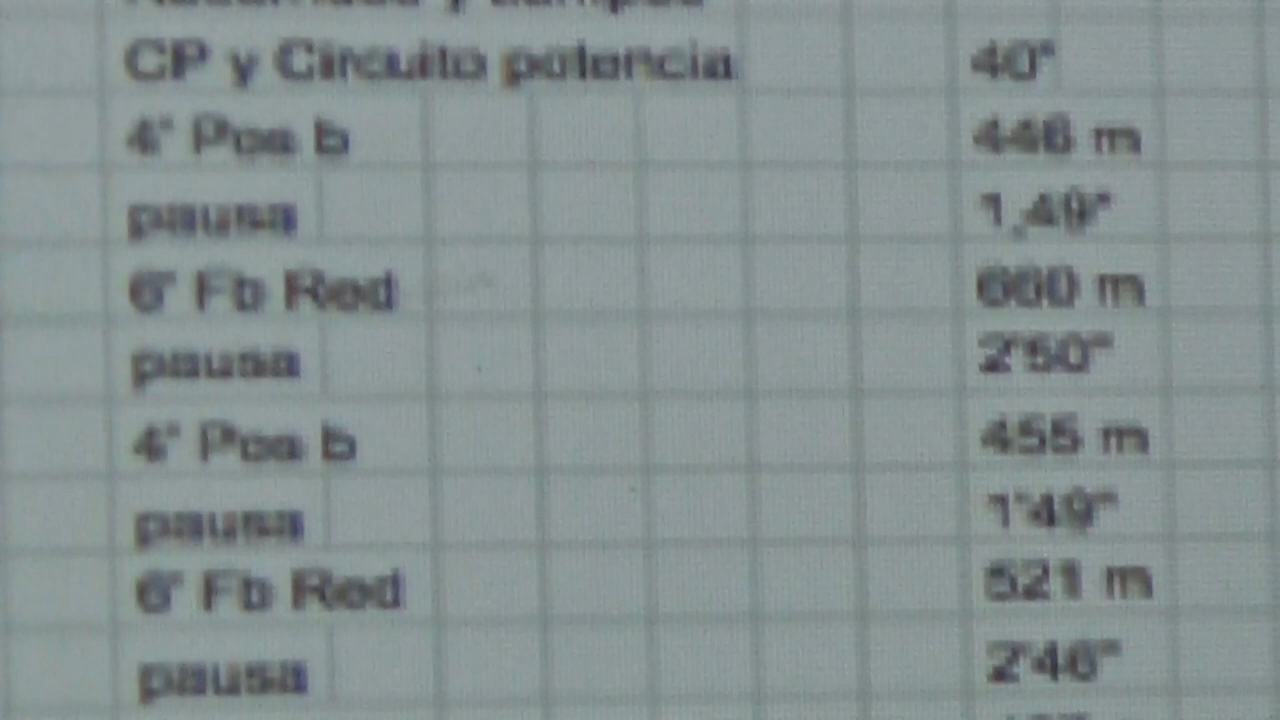 CP y Circuito potencia 40"
4' Pos b 446 m
pausa 1,49"
6' Fb Red 660 m
pausa 2'50"
4' Pos b 455 m
pausa 1'49"
6' Fb Red 521 m
pausa 2'46"